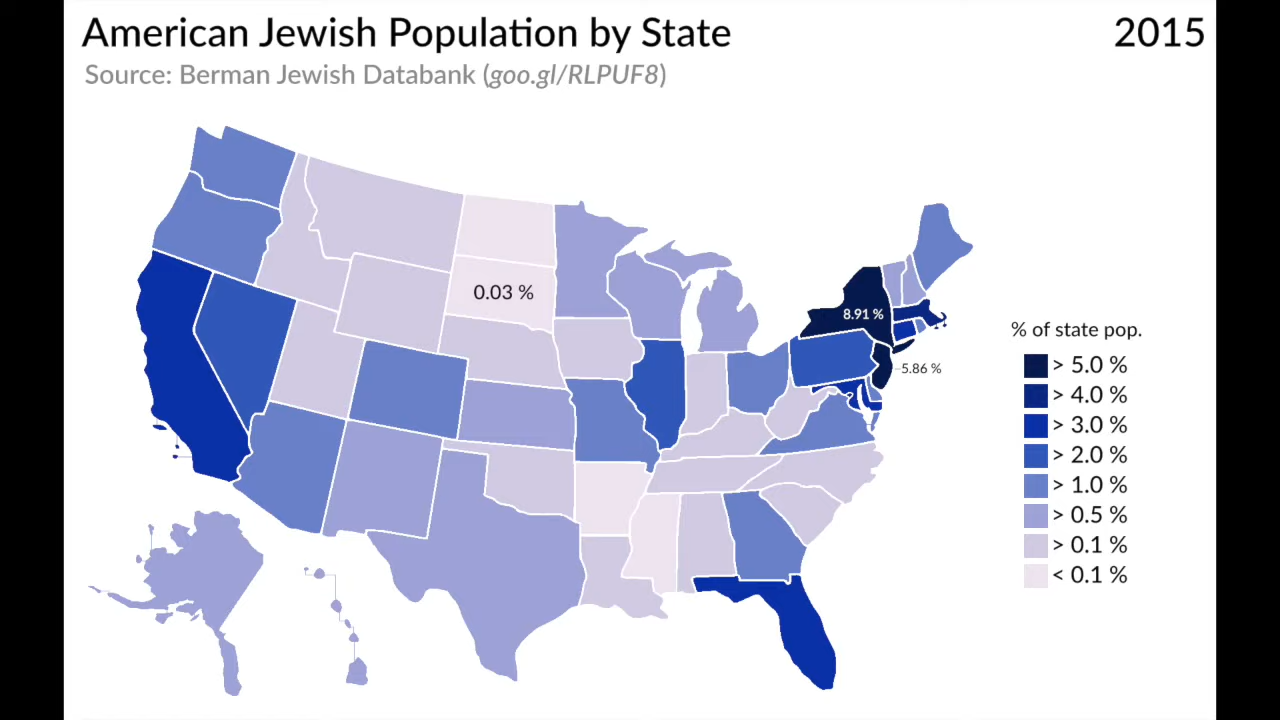 American Jewish Population by State
2015
Source: Berman Jewish Databank (goo.gl/RLPUF8)
0.03 %
8.91 %
5.86 %
% of state pop.
> 5.0 %
> 4.0 %
> 3.0 %
> 2.0 %
> 1.0 %
> 0.5 %
> 0.1 %
< 0.1 %